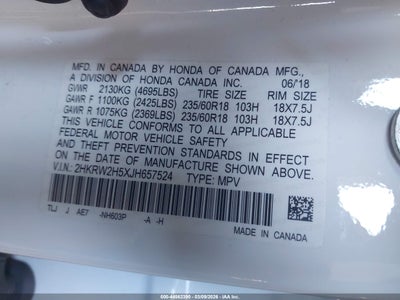 MFD. IN CANADA BY HONDA OF CANADA MFG.,
A DIVISION OF HONDA CANADA INC. 06/'18
GVWR 2130KG (4695LBS) TIRE SIZE RIM SIZE
GAWR F 1100KG (2425LBS) 235/60R18 103H 18X7.5J
GAWR R 1075KG (2369LBS) 235/60R18 103H 18X7.5J
THIS VEHICLE CONFORMS TO ALL APPLICABLE
FEDERAL MOTOR VEHICLE SAFETY AND
THEFT PREVENTION STANDARDS IN EFFECT ON
THE DATE OF MANUFACTURE SHOWN ABOVE.
V.I.N.: 2HKRW2H5XJH657524 TYPE: MPV
TLJ J AE7 -NH603P -A -H
MADE IN CANADA